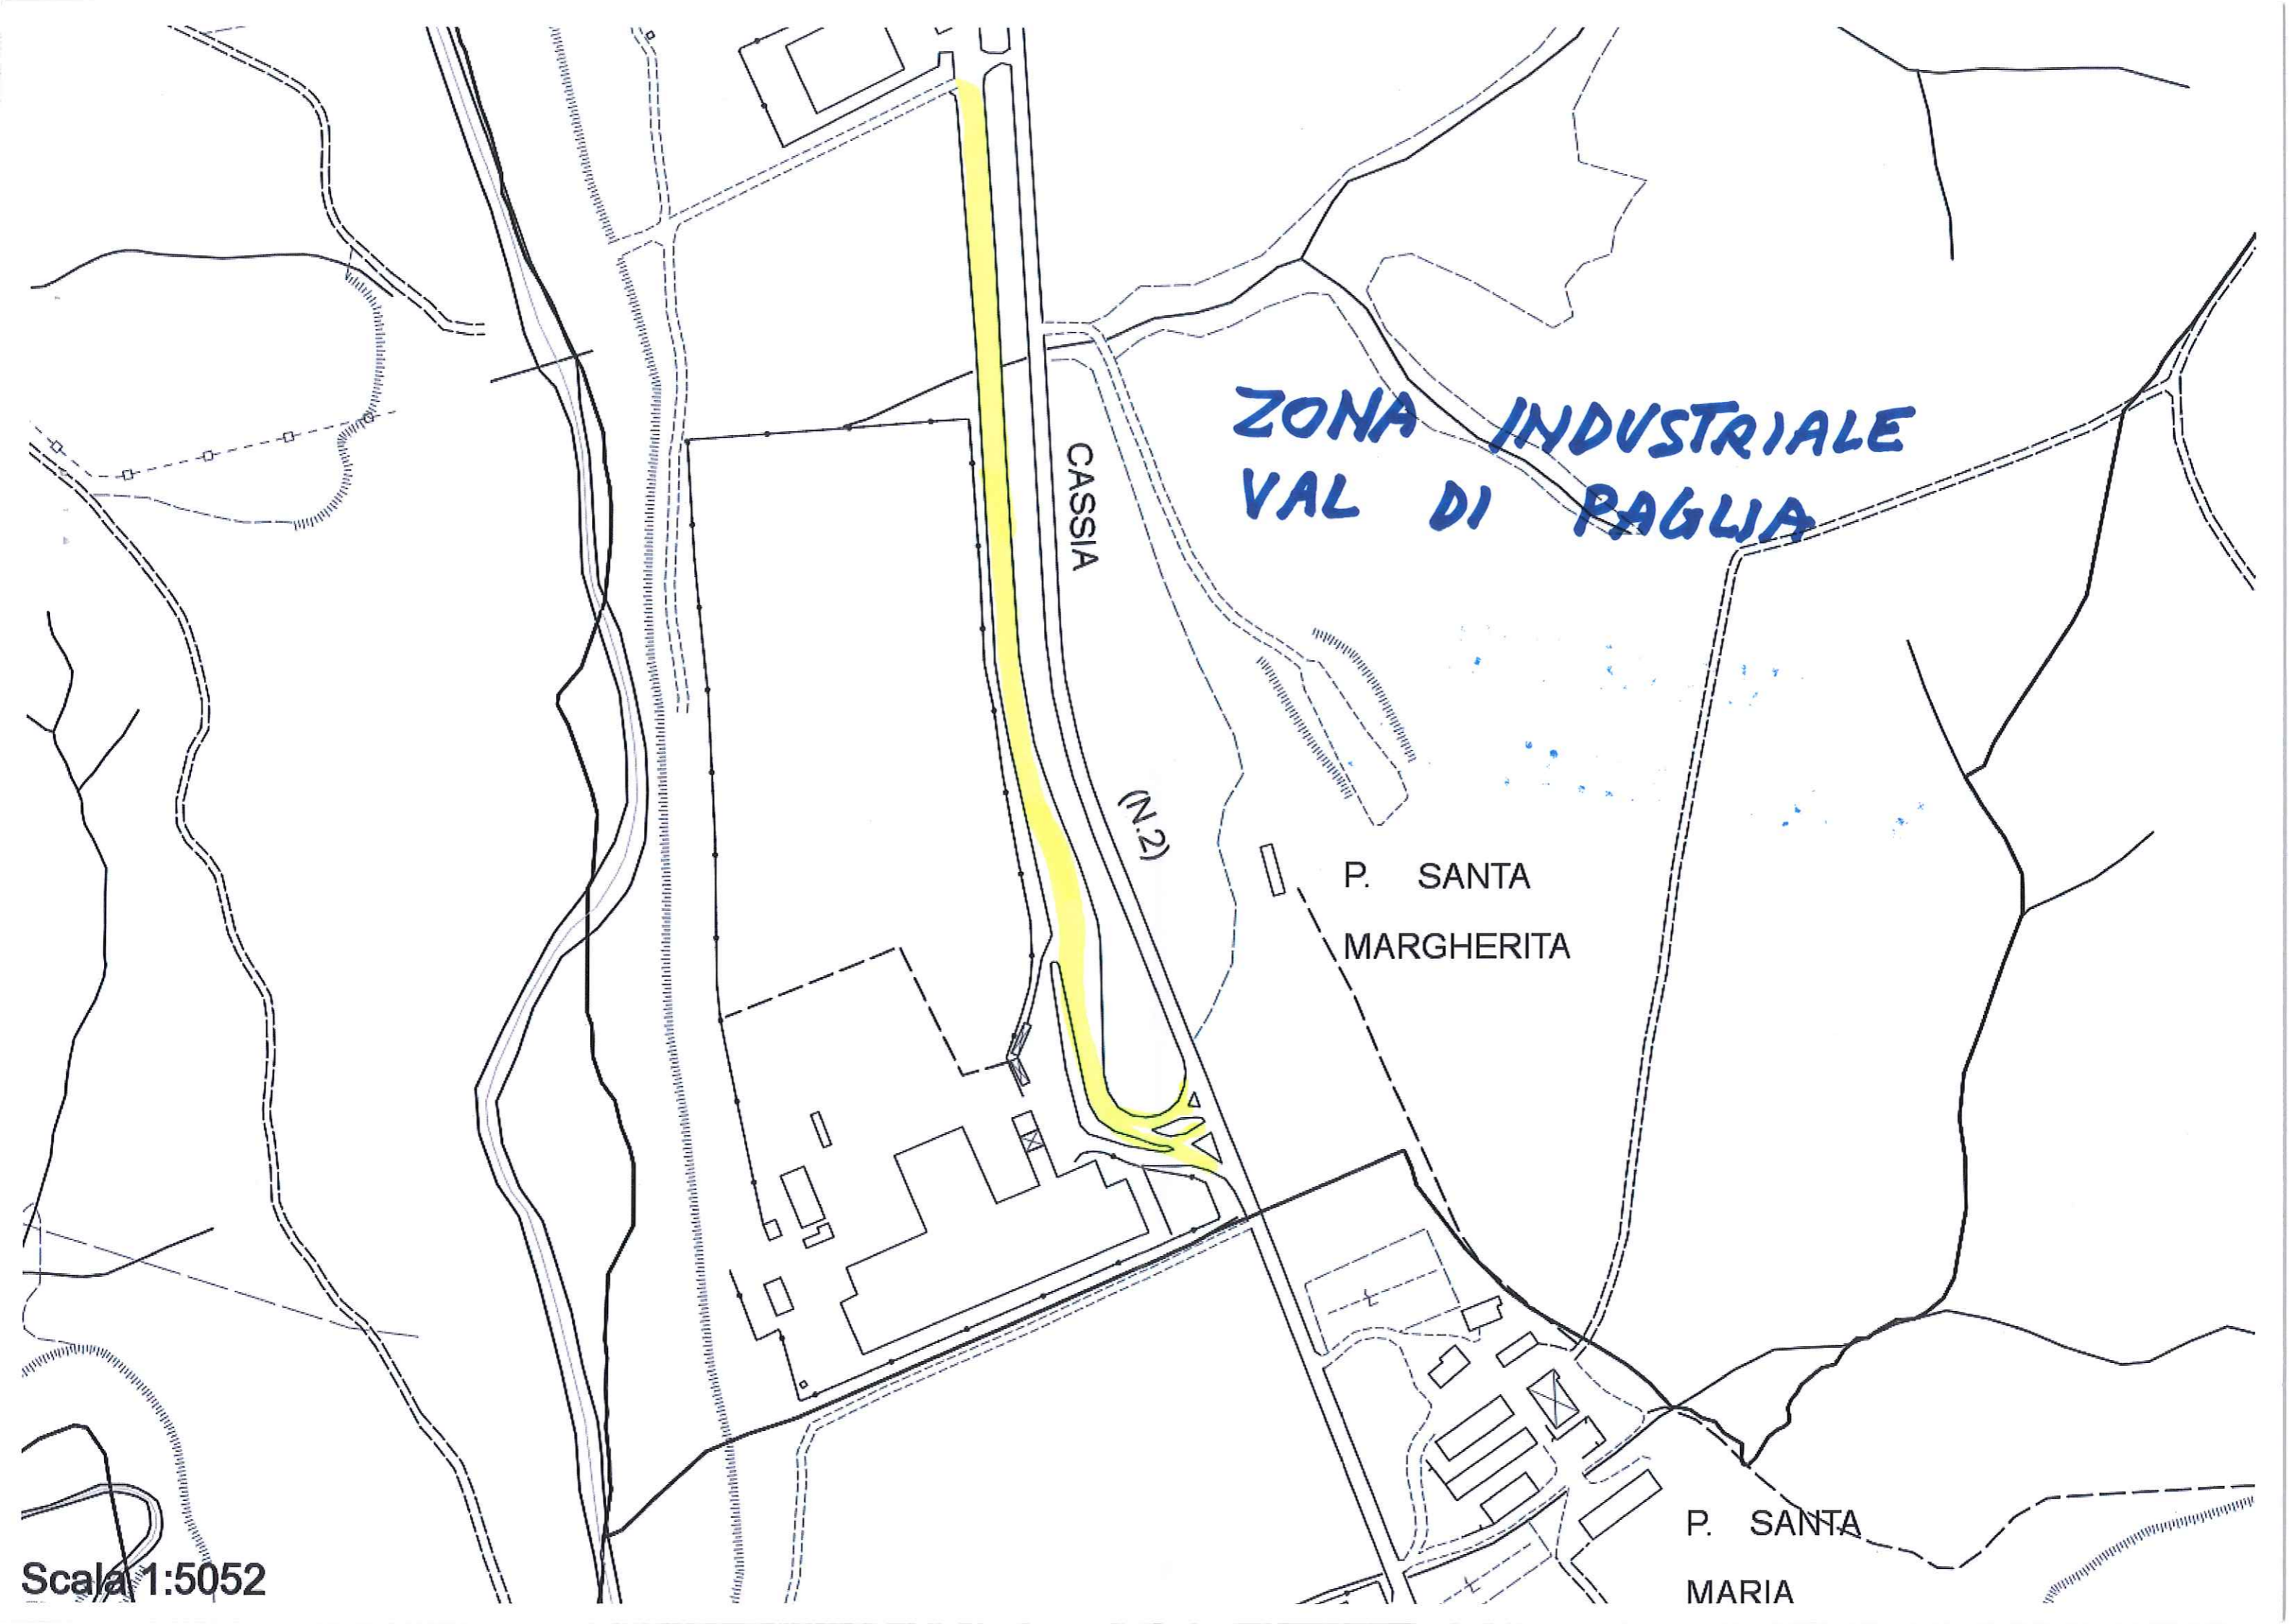 ZONA INDUSTRIALE
VAL DI PAGLIA
CASSIA
(N.2)
P. SANTA
MARGHERITA
P. SANTA
MARIA
Scala 1:5052